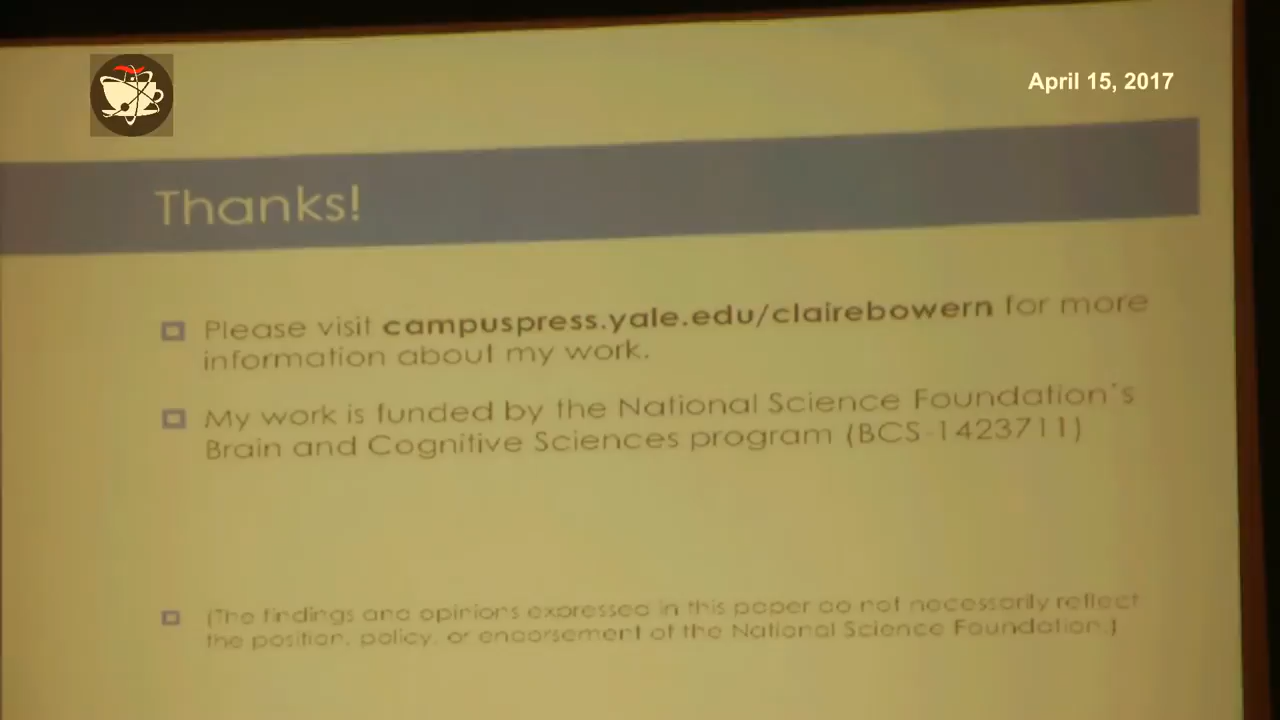 April 15, 2017
Thanks!
Please visit campuspress.yale.edu/clairebowern for more
information about my work.
My work is funded by the National Science Foundation's
Brain and Cognitive Sciences program (BCS-1423711)
(The findings and opinions expressed in this paper do not necessarily reflect
the position, policy, or endorsement of the National Science Foundation.)